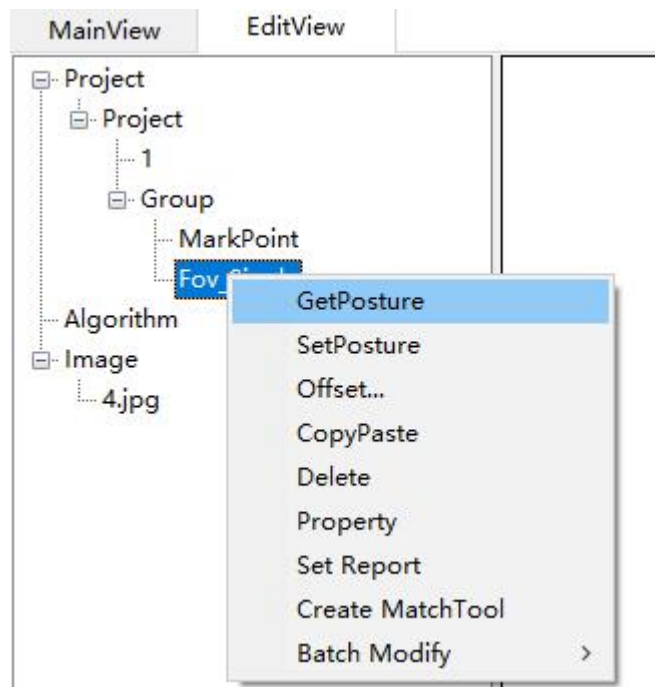 MainView EditView
Project
Project
1
Group
MarkPoint
Algorithm
Image
4.jpg
GetPosture
SetPosture
Offset...
CopyPaste
Delete
Property
Set Report
Create MatchTool
Batch Modify >